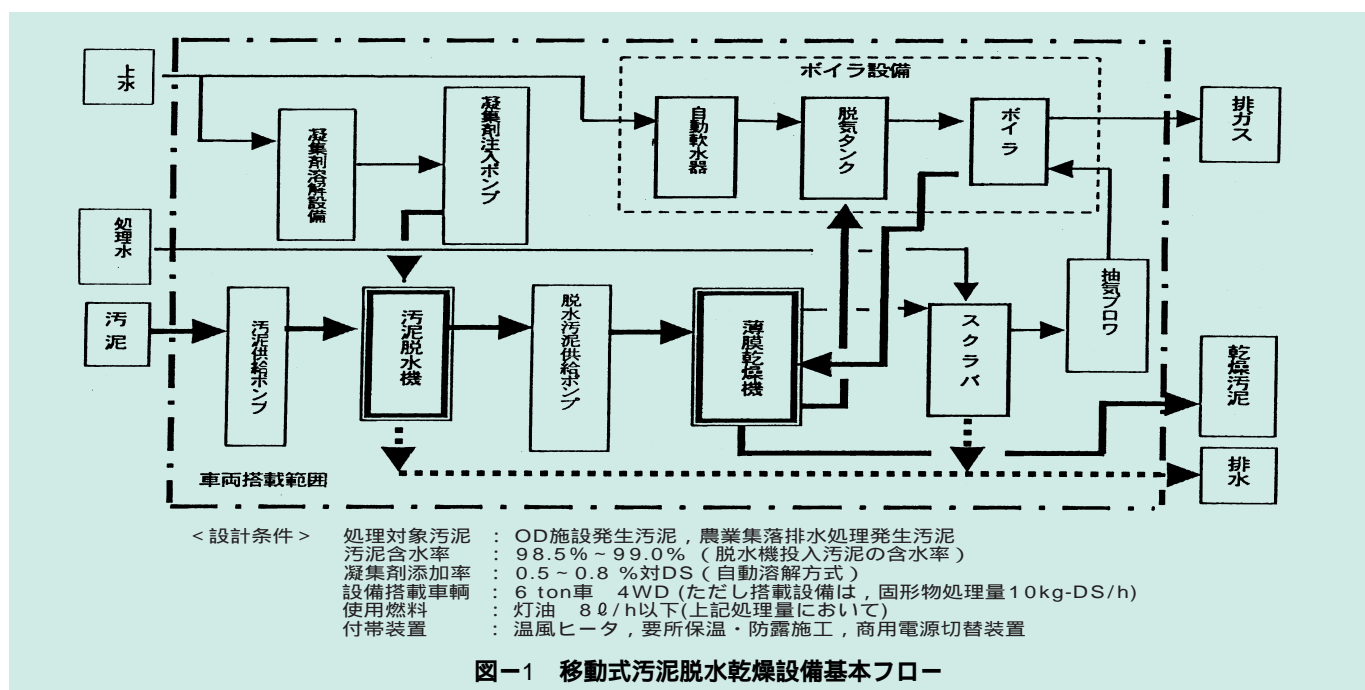 上水
ボイラ設備
凝集剤溶解設備
凝集剤注入ポンプ
自動軟水器
脱気タンク
ボイラ
排ガス
処理水
汚泥
汚泥供給ポンプ
汚泥脱水機
脱水汚泥供給ポンプ
薄膜乾燥機
スクラバ
抽気ブロワ
乾燥汚泥
排水
車両搭載範囲
<設計条件> 処理対象汚泥 : OD施設発生汚泥,農業集落排水処理発生汚泥
汚泥含水率 : 98.5%~99.0% (脱水機投入汚泥の含水率)
凝集剤添加率 : 0.5~0.8 %対DS(自動溶解方式)
設備搭載車輌 : 6 ton車 4WD (ただし搭載設備は,固形物処理量10kg-DS/h)
使用燃料 : 灯油 8ℓ/h以下(上記処理量において)
付帯装置 : 温風ヒータ,要所保温・防露施工,商用電源切替装置
図ー1 移動式汚泥脱水乾燥設備基本フロー